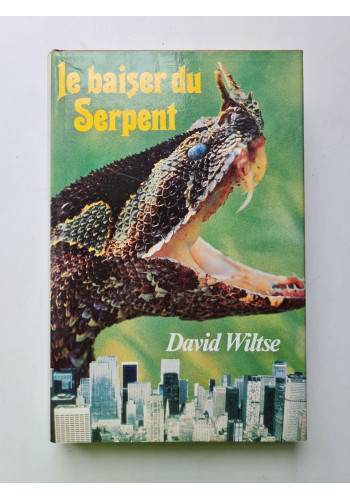 Le baiser du
Serpent
David Wiltse